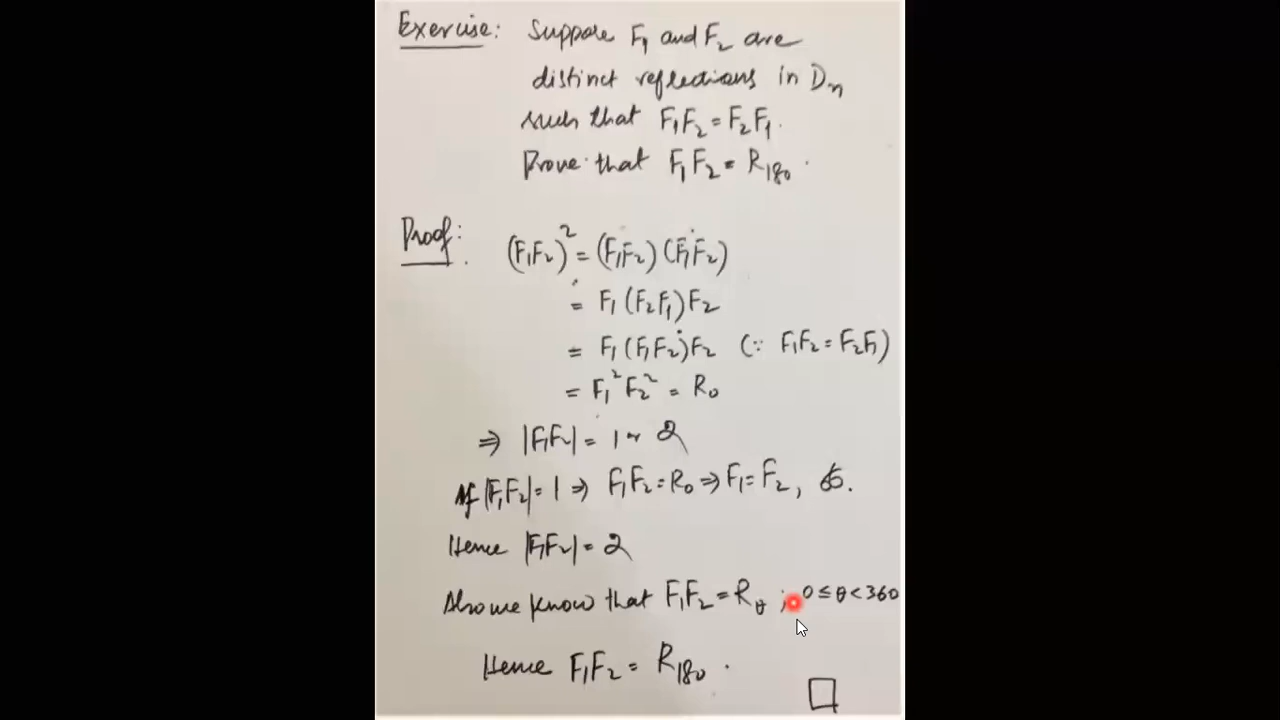 Exercise: Suppose F₁ and F₂ are
distinct reflections in Dₙ
such that F₁F₂ = F₂F₁.
Prove that F₁F₂ = R₁₈₀.
Proof: (F₁F₂)² = (F₁F₂)(F₁F₂)
= F₁(F₂F₁)F₂
= F₁(F₁F₂)F₂ (∵ F₁F₂ = F₂F₁)
= F₁²F₂² = R₀
⇒ |F₁F₂| = 1 or 2
If |F₁F₂| = 1 ⇒ F₁F₂ = R₀ ⇒ F₁ = F₂,
Hence |F₁F₂| = 2
Also we know that F₁F₂ = R_θ ; 0 ≤ θ < 360
Hence F₁F₂ = R₁₈₀.